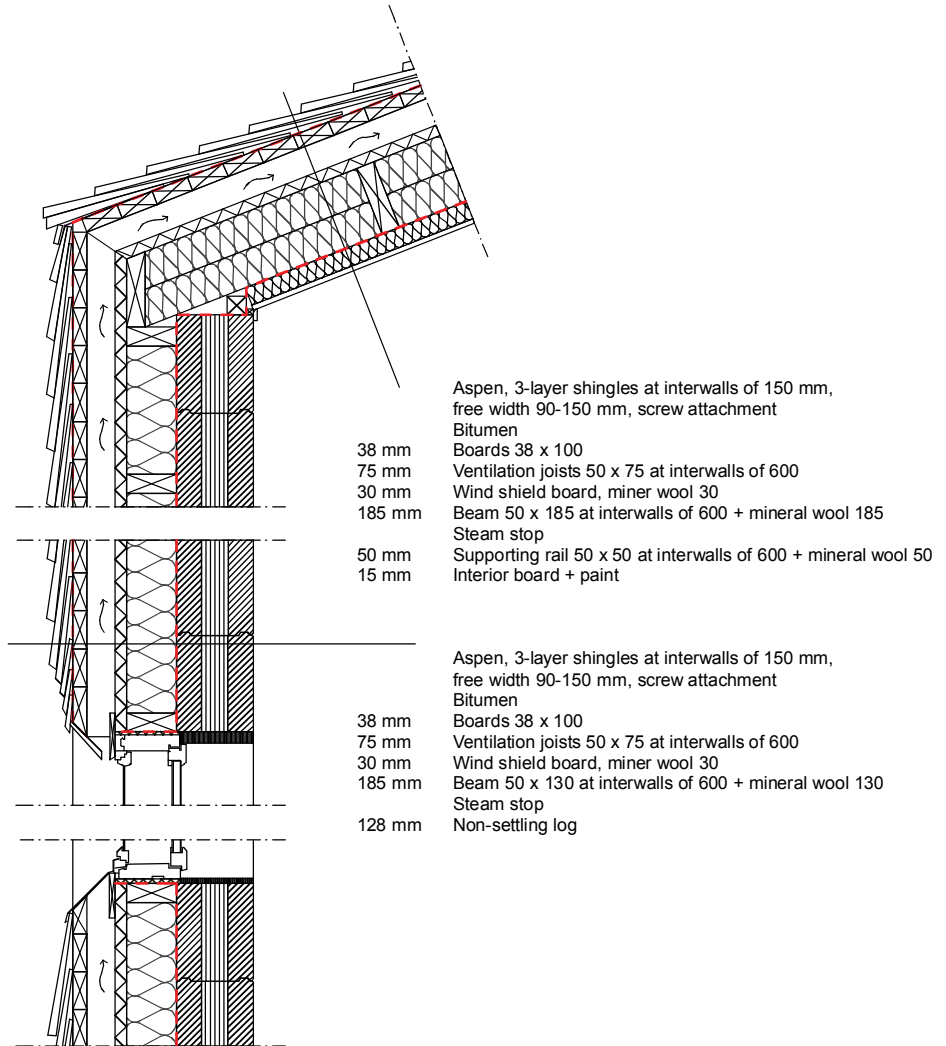 Aspen, 3-layer shingles at interwalls of 150 mm,
free width 90-150 mm, screw attachment
Bitumen
38 mm Boards 38 x 100
75 mm Ventilation joists 50 x 75 at interwalls of 600
30 mm Wind shield board, miner wool 30
185 mm Beam 50 x 185 at interwalls of 600 + mineral wool 185
Steam stop
50 mm Supporting rail 50 x 50 at interwalls of 600 + mineral wool 50
15 mm Interior board + paint
Aspen, 3-layer shingles at interwalls of 150 mm,
free width 90-150 mm, screw attachment
Bitumen
38 mm Boards 38 x 100
75 mm Ventilation joists 50 x 75 at interwalls of 600
30 mm Wind shield board, miner wool 30
185 mm Beam 50 x 130 at interwalls of 600 + mineral wool 130
Steam stop
128 mm Non-settling log